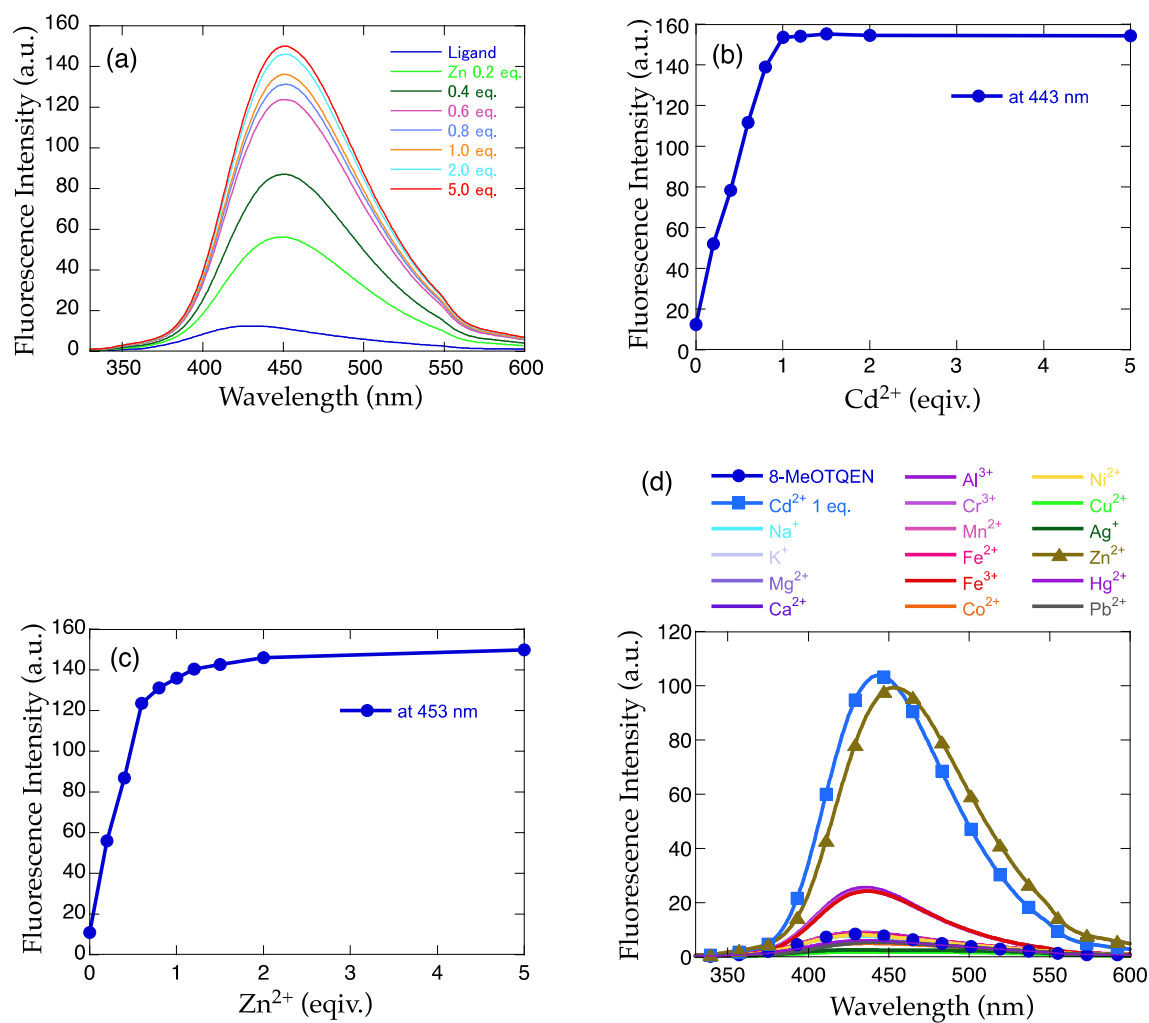 (a)
Fluorescence Intensity (a.u.)
160
140
120
100
80
60
40
20
0
Ligand
Zn 0.2 eq.
0.4 eq.
0.6 eq.
0.8 eq.
1.0 eq.
2.0 eq.
5.0 eq.
350 400 450 500 550 600
Wavelength (nm)
(b)
Fluorescence Intensity (a.u.)
160
140
120
100
80
60
40
20
0
at 443 nm
0 1 2 3 4 5
Cd²⁺ (eqiv.)
(c)
Fluorescence Intensity (a.u.)
160
140
120
100
80
60
40
20
0
at 453 nm
0 1 2 3 4 5
Zn²⁺ (eqiv.)
(d)
8-MeOTQEN
Cd²⁺ 1 eq.
Na⁺
K⁺
Mg²⁺
Ca²⁺
Al³⁺
Cr³⁺
Mn²⁺
Fe²⁺
Fe³⁺
Co²⁺
Ni²⁺
Cu²⁺
Ag⁺
Zn²⁺
Hg²⁺
Pb²⁺
Fluorescence Intensity (a.u.)
120
100
80
60
40
20
0
350 400 450 500 550 600
Wavelength (nm)